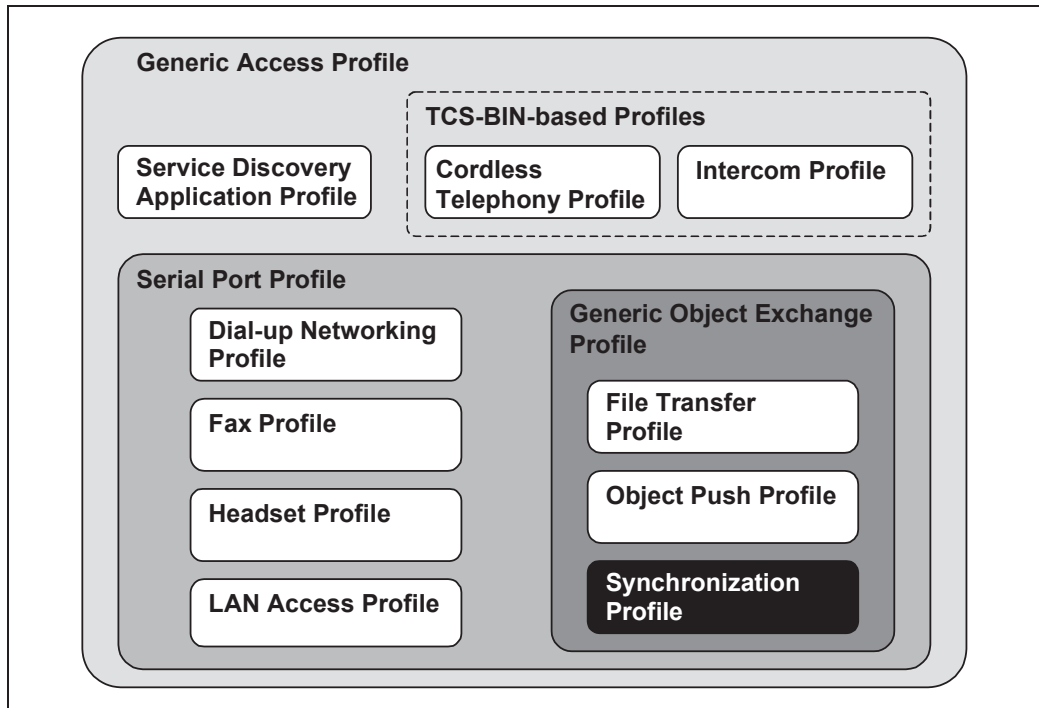 Generic Access Profile
TCS-BIN-based Profiles
Service Discovery
Application Profile
Cordless
Telephony Profile
Intercom Profile
Serial Port Profile
Dial-up Networking
Profile
Fax Profile
Headset Profile
LAN Access Profile
Generic Object Exchange
Profile
File Transfer
Profile
Object Push Profile
Synchronization
Profile